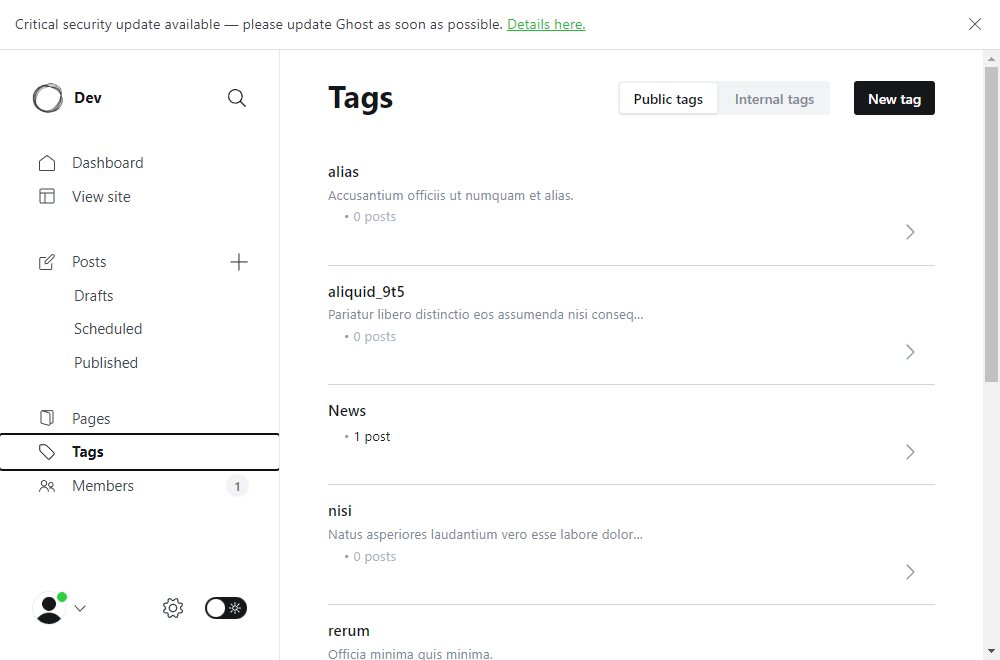 Critical security update available — please update Ghost as soon as possible. Details here.
Dev
Dashboard
View site
Posts
Drafts
Scheduled
Published
Pages
Tags
Members 1
Tags
Public tags
Internal tags
New tag
alias
Accusantium officiis ut numquam et alias.
• 0 posts
aliquid_9t5
Pariatur libero distinctio eos assumenda nisi conseq...
• 0 posts
News
• 1 post
nisi
Natus asperiores laudantium vero esse labore dolor...
• 0 posts
rerum
Officia minima quis minima.